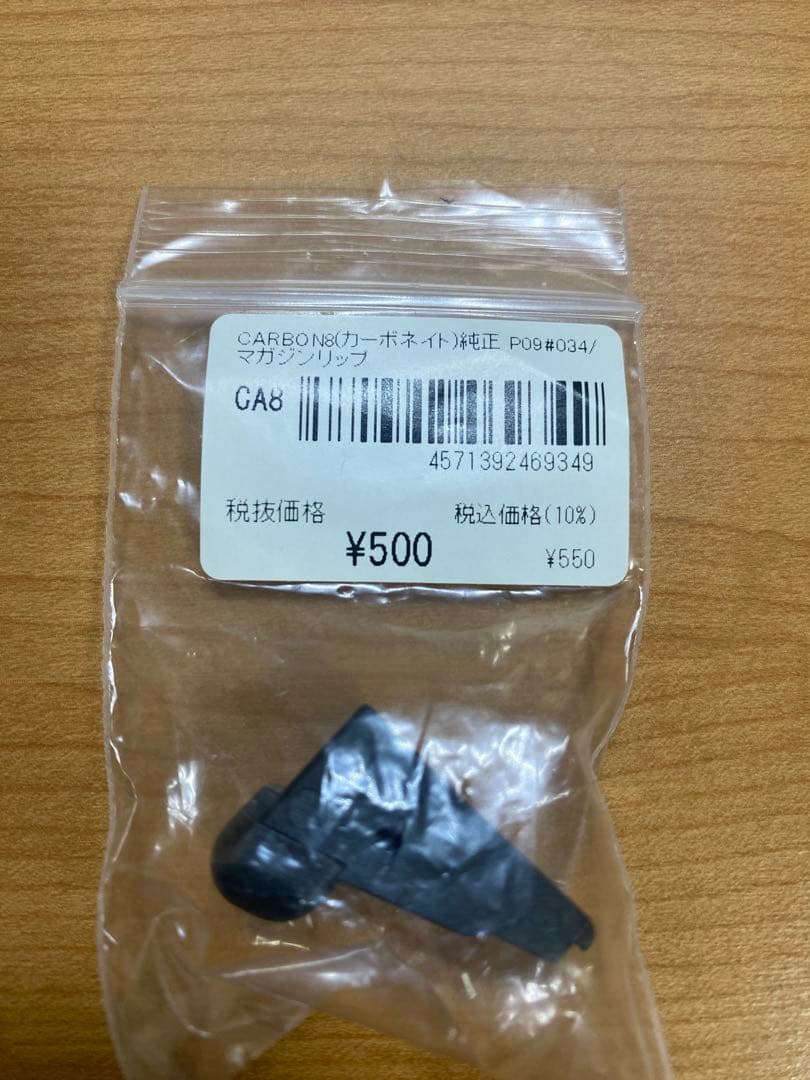 CARBON8(カーボネイト)純正 P09#034/
マガジンリップ
CA8
4571392469349
税抜価格 税込価格(10%)
¥500 ¥550